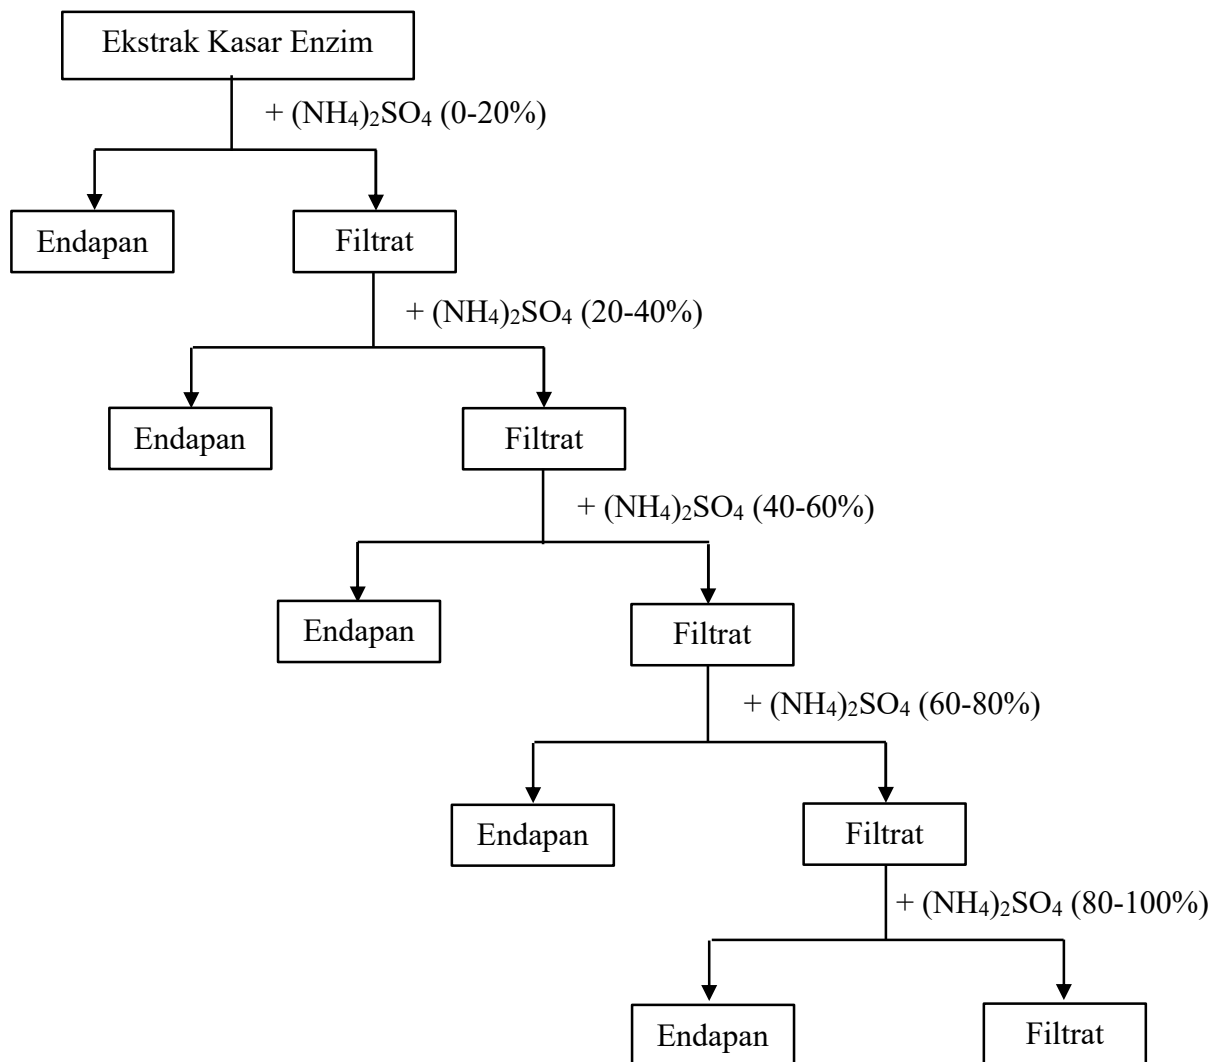 Ekstrak Kasar Enzim
+ (NH₄)₂SO₄ (0-20%)
Endapan
Filtrat
+ (NH₄)₂SO₄ (20-40%)
Endapan
Filtrat
+ (NH₄)₂SO₄ (40-60%)
Endapan
Filtrat
+ (NH₄)₂SO₄ (60-80%)
Endapan
Filtrat
+ (NH₄)₂SO₄ (80-100%)
Endapan
Filtrat